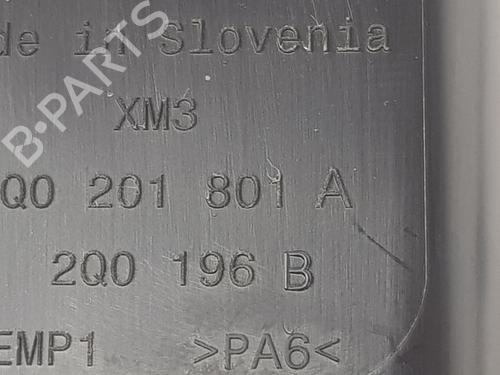 de in Slovenia
B-PARTS
XM3
Q0 201 801 A
2Q0 196 B
EMP1 >PA6<